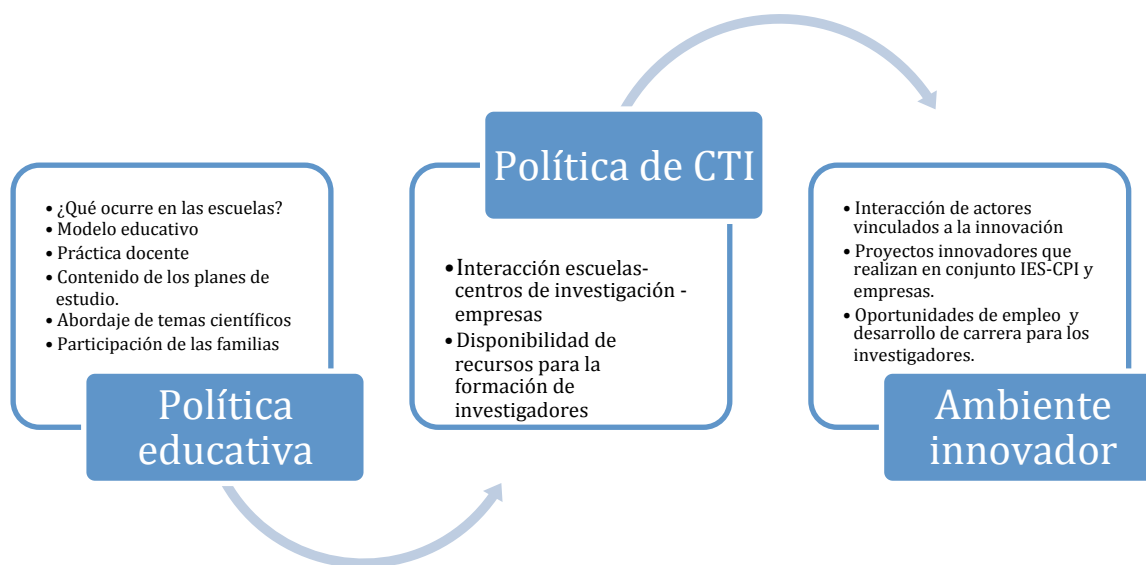 • ¿Qué ocurre en las escuelas?
• Modelo educativo
• Práctica docente
• Contenido de los planes de
estudio.
• Abordaje de temas científicos
• Participación de las familias
Política
educativa
Política de CTI
• Interacción escuelas-
centros de investigación -
empresas
• Disponibilidad de
recursos para la
formación de
investigadores
• Interacción de actores
vinculados a la innovación
• Proyectos innovadores que
realizan en conjunto IES-CPI y
empresas.
• Oportunidades de empleo y
desarrollo de carrera para los
investigadores.
Ambiente
innovador